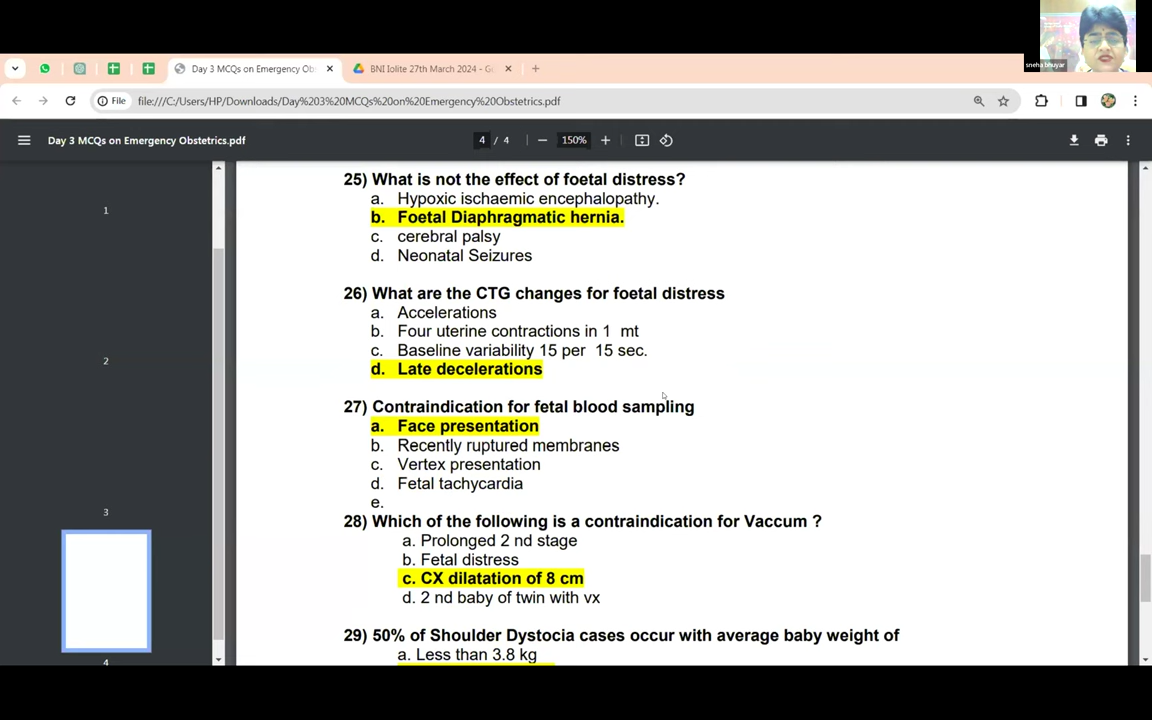 sneha bhuyar
Day 3 MCQs on Emergency Ob
BNI Iolite 27th March 2024 - Go
File
file:///C:/Users/HP/Downloads/Day%203%20MCQs%20on%20Emergency%20Obstetrics.pdf
Day 3 MCQs on Emergency Obstetrics.pdf
4 / 4
150%
1
2
3
4
25) What is not the effect of foetal distress?
a. Hypoxic ischaemic encephalopathy.
b. Foetal Diaphragmatic hernia.
c. cerebral palsy
d. Neonatal Seizures
26) What are the CTG changes for foetal distress
a. Accelerations
b. Four uterine contractions in 1 mt
c. Baseline variability 15 per 15 sec.
d. Late decelerations
27) Contraindication for fetal blood sampling
a. Face presentation
b. Recently ruptured membranes
c. Vertex presentation
d. Fetal tachycardia
e.
28) Which of the following is a contraindication for Vaccum ?
a. Prolonged 2 nd stage
b. Fetal distress
c. CX dilatation of 8 cm
d. 2 nd baby of twin with vx
29) 50% of Shoulder Dystocia cases occur with average baby weight of
a. Less than 3.8 kg